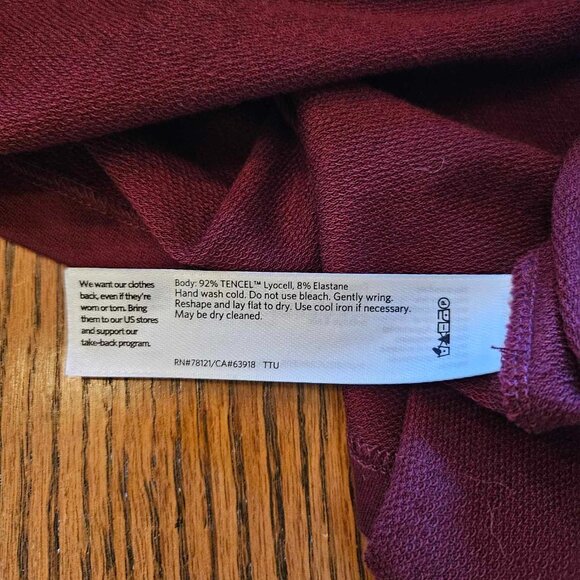 We want our clothes
back, even if they're
worn or torn. Bring
them to our US stores
and support our
take-back program.
Body: 92% TENCEL™ Lyocell, 8% Elastane
Hand wash cold. Do not use bleach. Gently wring.
Reshape and lay flat to dry. Use cool iron if necessary.
May be dry cleaned.
RN#78121/CA#63918 TTU